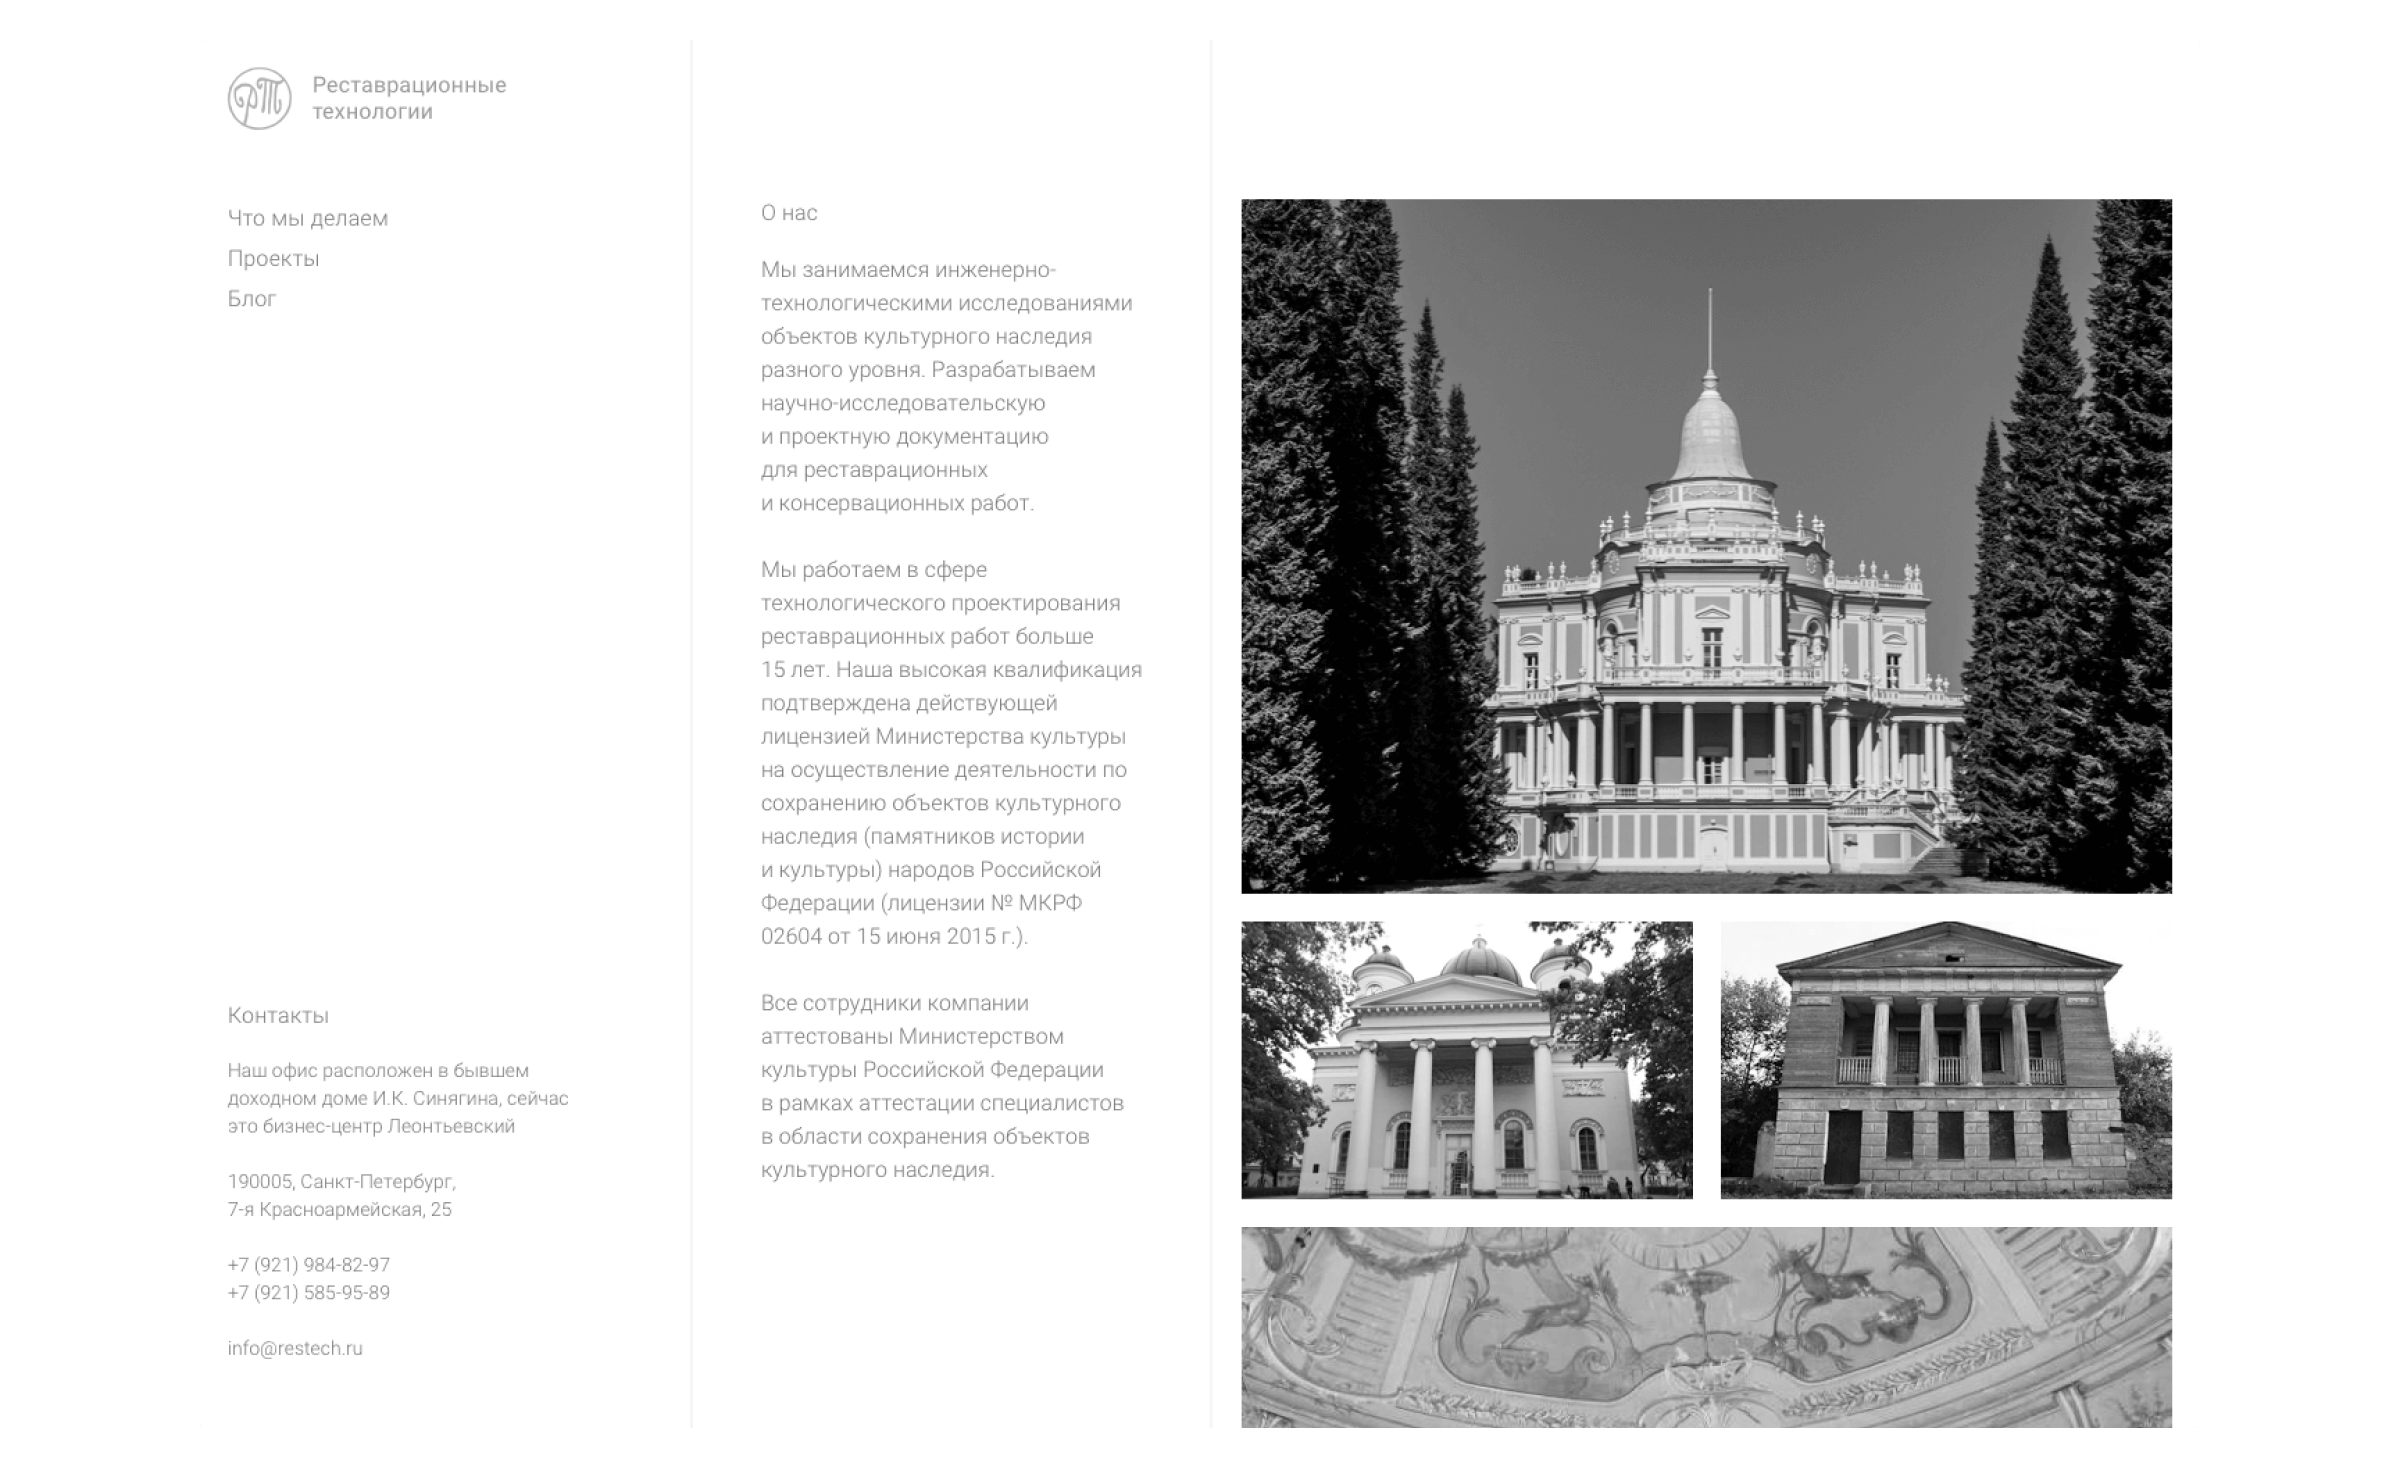 РТ
Реставрационные
технологии
Что мы делаем
Проекты
Блог
Контакты
Наш офис расположен в бывшем
доходном доме И.К. Синягина, сейчас
это бизнес-центр Леонтьевский
190005, Санкт-Петербург,
7-я Красноармейская, 25
+7 (921) 984-82-97
+7 (921) 585-95-89
info@restech.ru
О нас
Мы занимаемся инженерно-
технологическими исследованиями
объектов культурного наследия
разного уровня. Разрабатываем
научно-исследовательскую
и проектную документацию
для реставрационных
и консервационных работ.
Мы работаем в сфере
технологического проектирования
реставрационных работ больше
15 лет. Наша высокая квалификация
подтверждена действующей
лицензией Министерства культуры
на осуществление деятельности по
сохранению объектов культурного
наследия (памятников истории
и культуры) народов Российской
Федерации (лицензии № МКРФ
02604 от 15 июня 2015 г.).
Все сотрудники компании
аттестованы Министерством
культуры Российской Федерации
в рамках аттестации специалистов
в области сохранения объектов
культурного наследия.